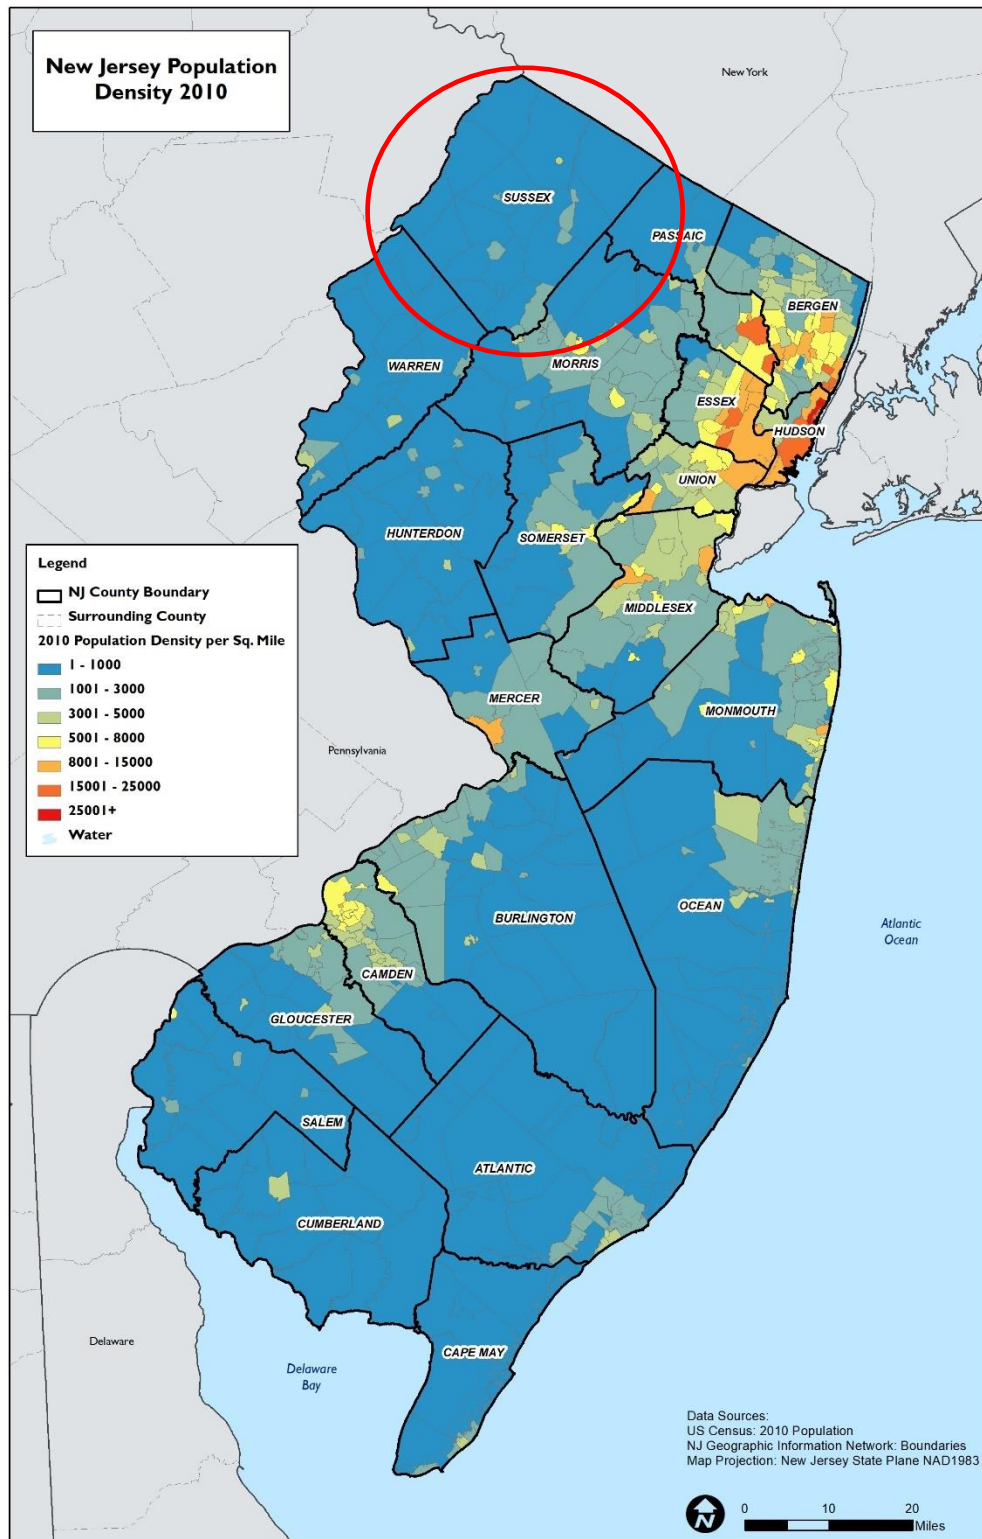 New Jersey Population
Density 2010
New York
SUSSEX
PASSAIC
BERGEN
WARREN
MORRIS
ESSEX
HUDSON
UNION
HUNTERDON
SOMERSET
MIDDLESEX
Legend
NJ County Boundary
Surrounding County
2010 Population Density per Sq. Mile
1 - 1000
1001 - 3000
3001 - 5000
5001 - 8000
8001 - 15000
15001 - 25000
25001+
Water
MERCER
MONMOUTH
Pennsylvania
OCEAN
BURLINGTON
Atlantic
Ocean
CAMDEN
GLOUCESTER
SALEM
ATLANTIC
CUMBERLAND
Delaware
CAPE MAY
Delaware
Bay
Data Sources:
US Census: 2010 Population
NJ Geographic Information Network: Boundaries
Map Projection: New Jersey State Plane NAD1983
N
0 10 20
Miles